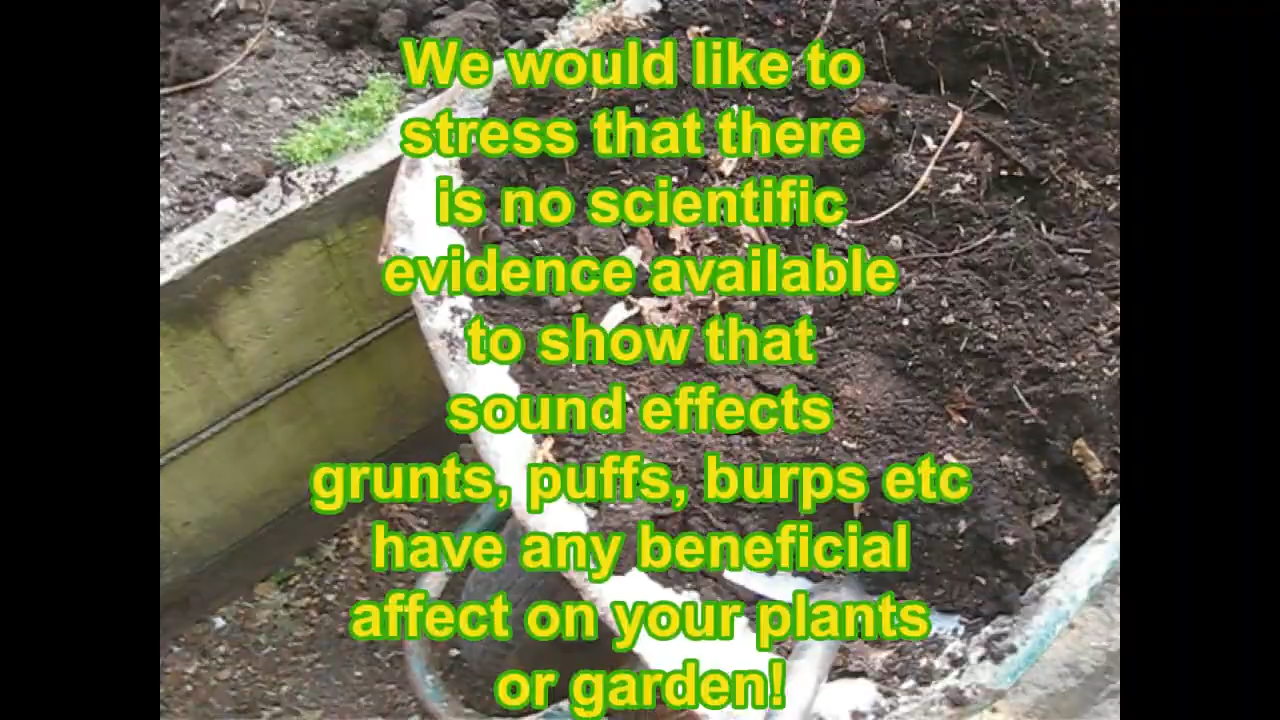 We would like to
stress that there
is no scientific
evidence available
to show that
sound effects
grunts, puffs, burps etc
have any beneficial
affect on your plants
or garden!